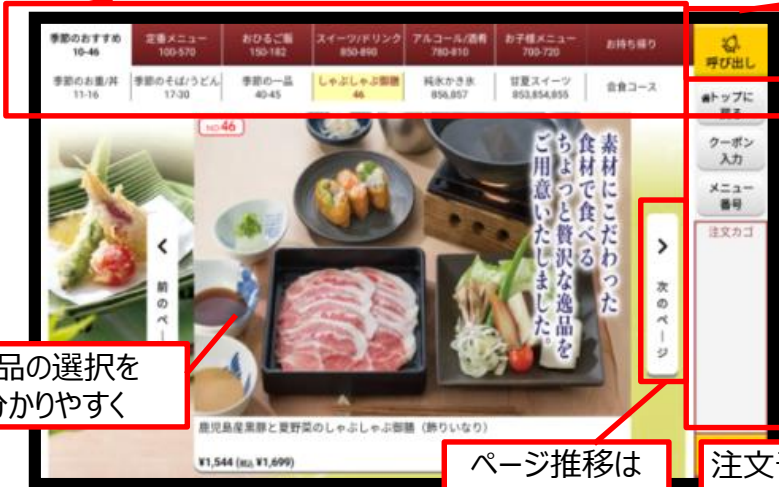 季節のおすすめ
10-46
定番メニュー
100-570
おひるご飯
150-182
スイーツ/ドリンク
850-890
アルコール/酒肴
780-810
お子様メニュー
700-720
お持ち帰り
呼び出し
季節のお重/丼
11-16
季節のそば/うどん
17-30
季節の一品
40-45
しゃぶしゃぶ御膳
46
純氷かき氷
856,857
甘夏スイーツ
853,854,855
会食コース
トップに
戻る
クーポン
入力
メニュー
番号
注文カゴ
NO 46
素材にこだわった
食材で食べる
ちょっと贅沢な逸品を
ご用意いたしました。
前のペー
次のページ
品の選択を
分かりやすく
鹿児島産黒豚と夏野菜のしゃぶしゃぶ御膳（飾りいなり）
¥1,544 (税込 ¥1,699)
ページ推移は
注文